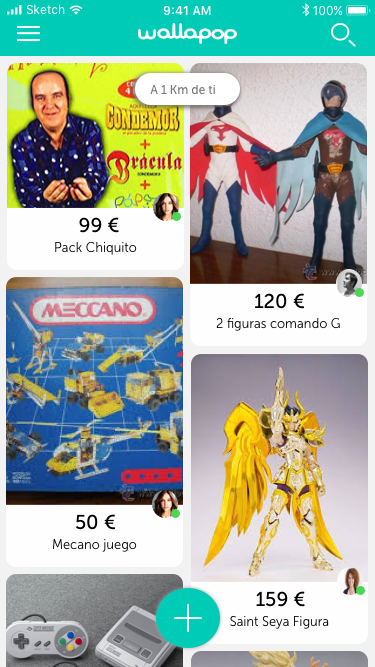 Sketch
9:41 AM
100%
wallapop
A 1 Km de ti
CONDEMOR
+
Drácula
+
99 €
Pack Chiquito
120 €
2 figuras comando G
MECCANO
50 €
Mecano juego
159 €
Saint Seya Figura